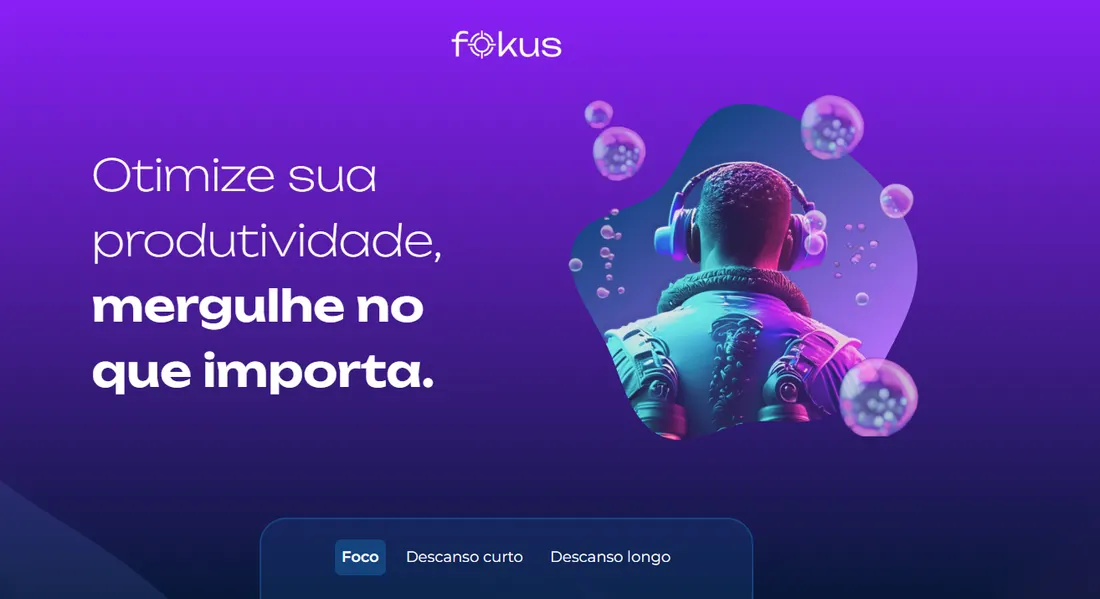 fokus
Otimize sua
produtividade,
mergulhe no
que importa.
Foco Descanso curto Descanso longo